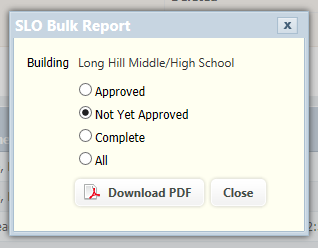 SLO Bulk Report x
Building Long Hill Middle/High School
Approved
Not Yet Approved
Complete
All
Download PDF Close